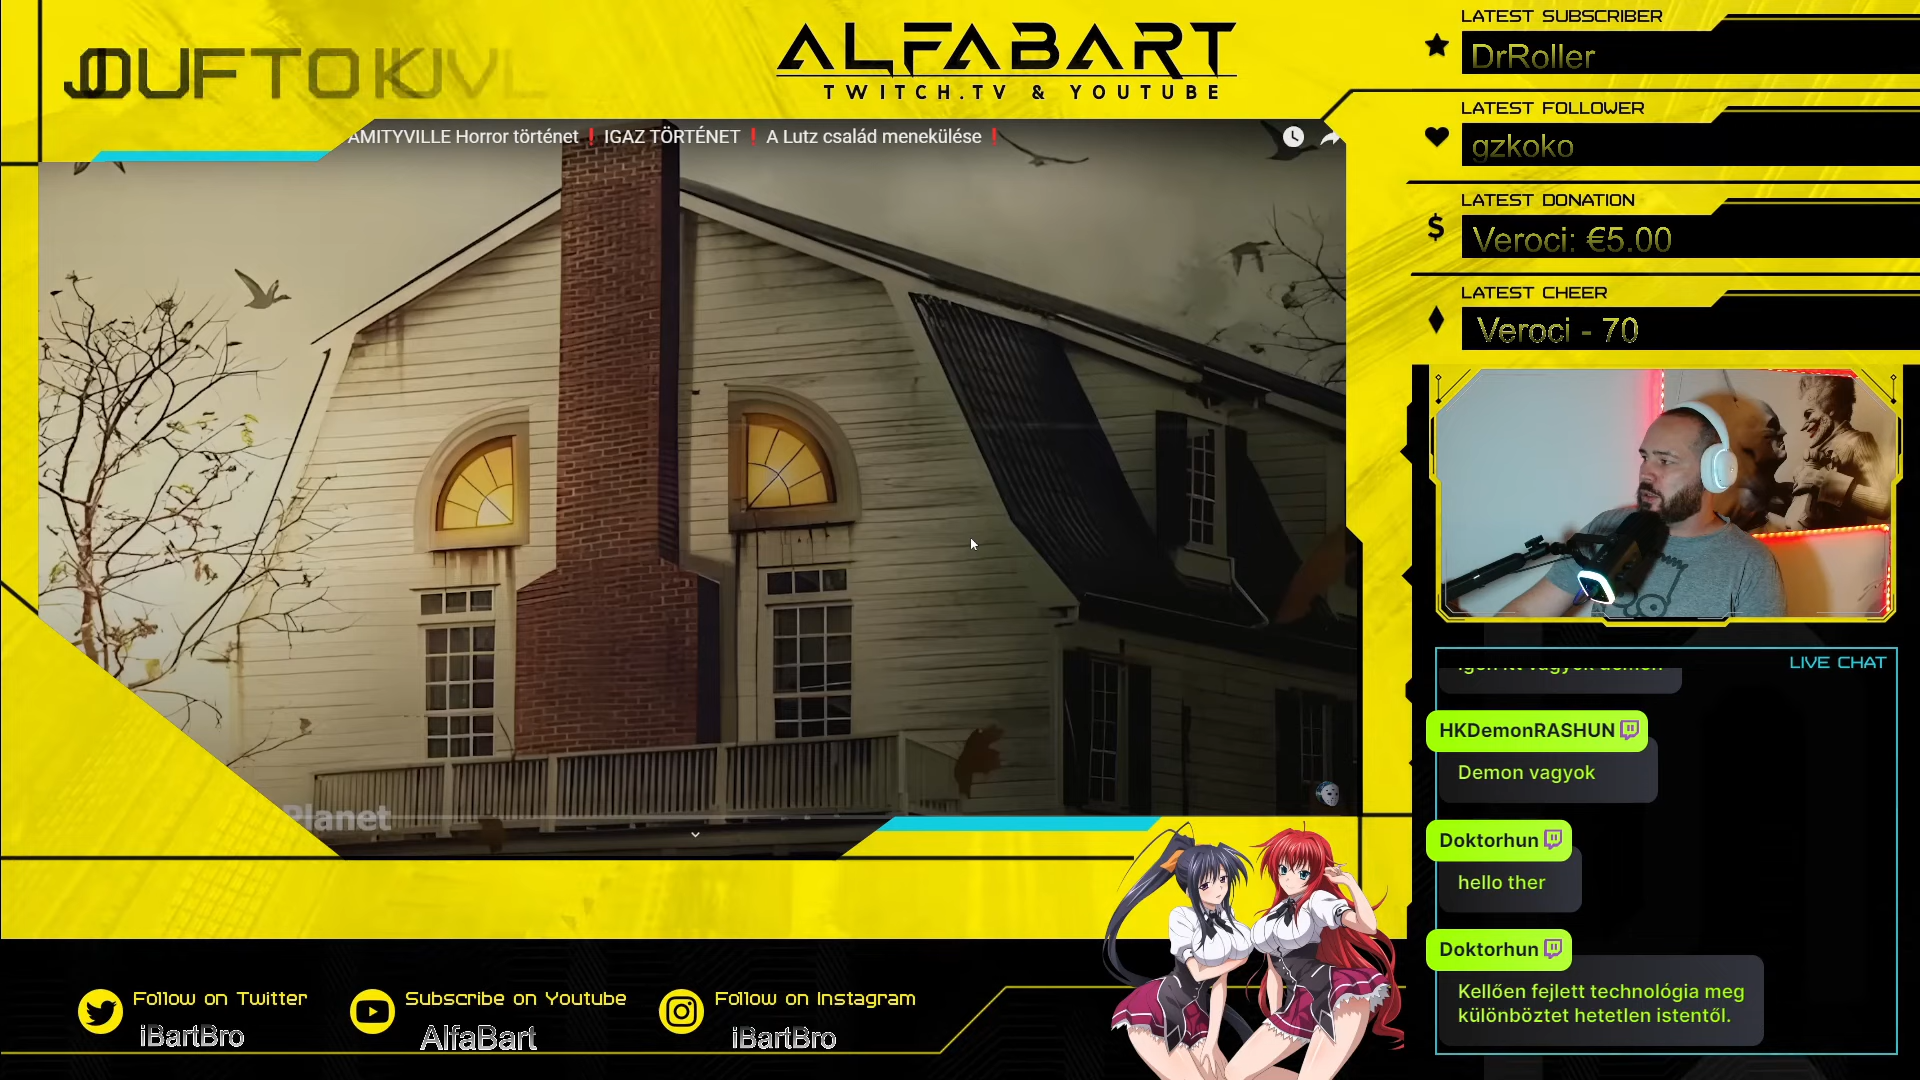 ALFABART
TWITCH.TV & YOUTUBE
AMITYVILLE Horror történet❗ IGAZ TÖRTÉNET ❗ A Lutz család menekülése ❗
Planet
LATEST SUBSCRIBER
DrRoller
LATEST FOLLOWER
gzkoko
LATEST DONATION
Veroci: €5.00
LATEST CHEER
Veroci - 70
LIVE CHAT
HKDemonRASHUN
Demon vagyok
Doktorhun
hello ther
Doktorhun
Kellően fejlett technológia meg
különböztet hetetlen istentől.
Follow on Twitter
iBartBro
Subscribe on Youtube
AlfaBart
Follow on Instagram
iBartBro